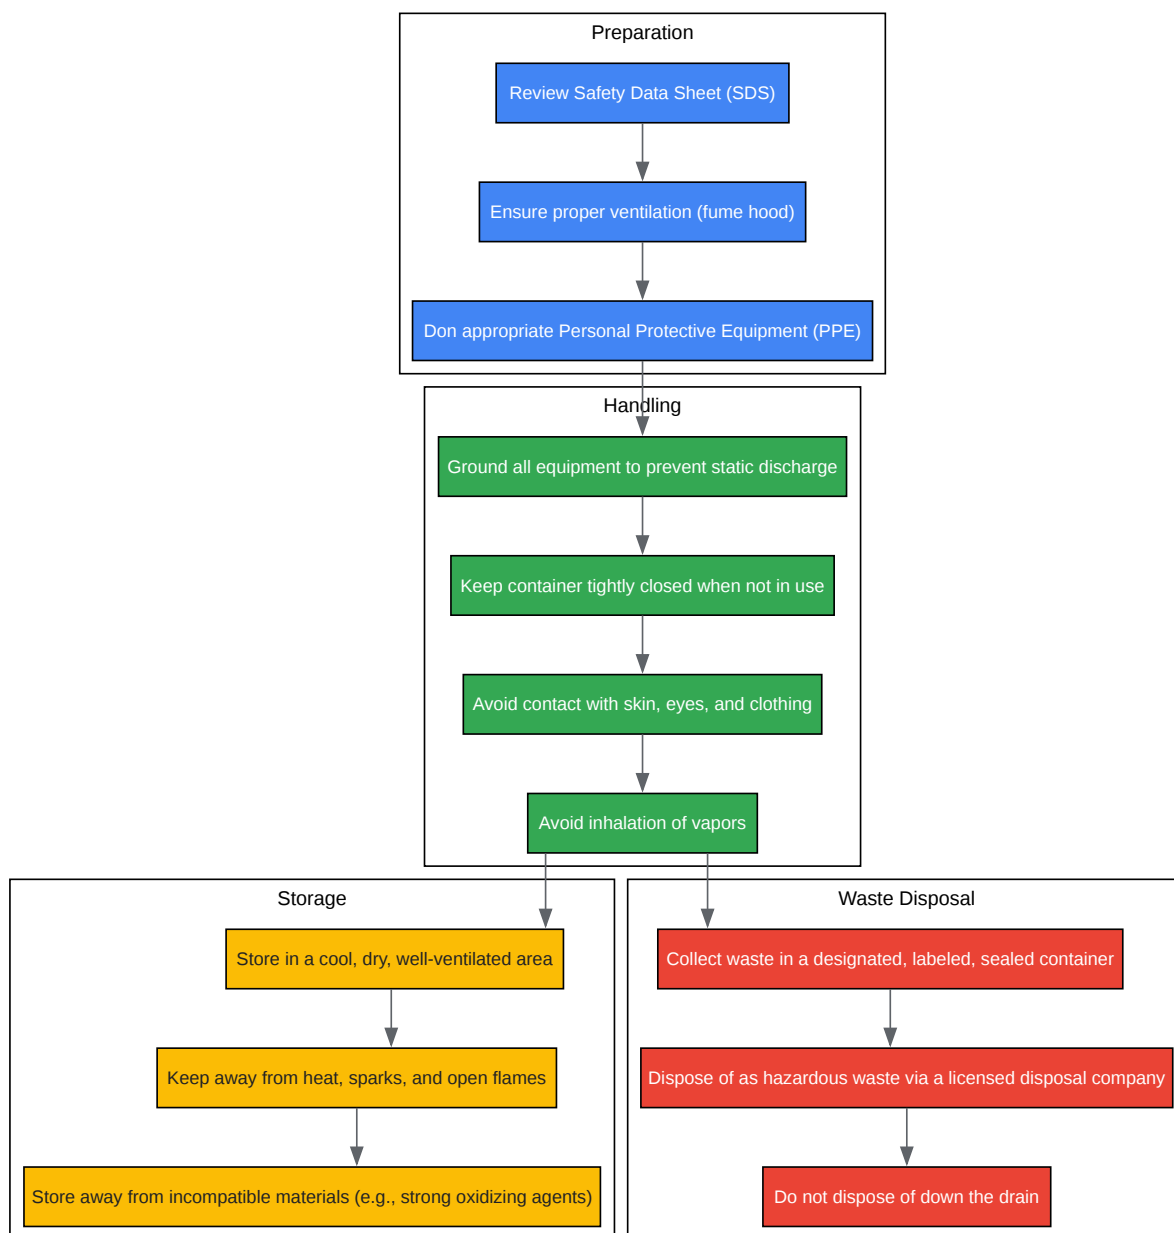 Preparation
Review Safety Data Sheet (SDS)
Ensure proper ventilation (fume hood)
Don appropriate Personal Protective Equipment (PPE)
Handling
Ground all equipment to prevent static discharge
Keep container tightly closed when not in use
Avoid contact with skin, eyes, and clothing
Avoid inhalation of vapors
Storage
Store in a cool, dry, well-ventilated area
Keep away from heat, sparks, and open flames
Store away from incompatible materials (e.g., strong oxidizing agents)
Waste Disposal
Collect waste in a designated, labeled, sealed container
Dispose of as hazardous waste via a licensed disposal company
Do not dispose of down the drain